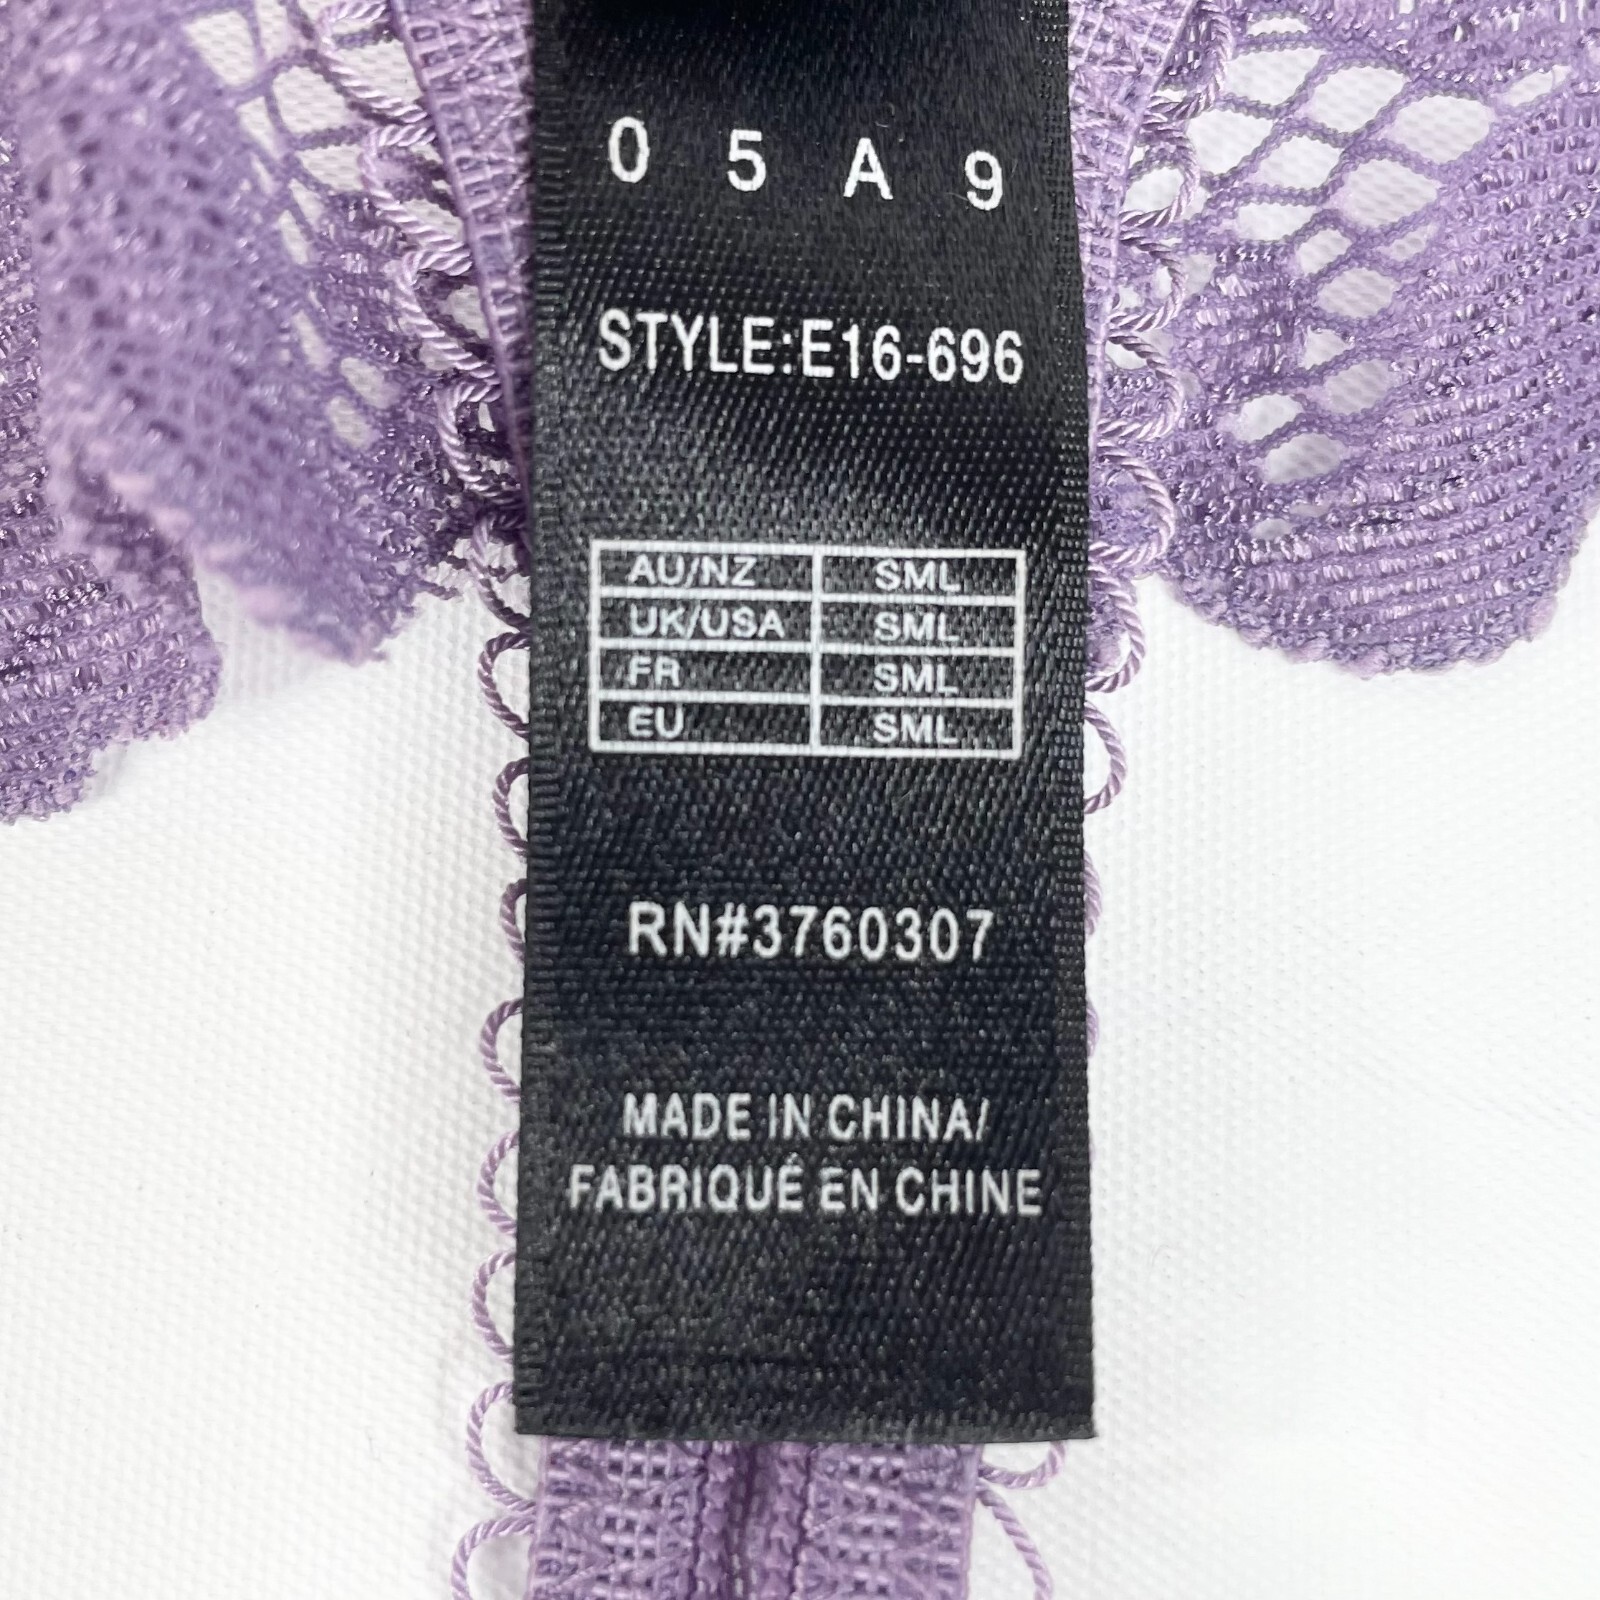 0 5 A 9
STYLE:E16-696
AU/NZ SML
UK/USA SML
FR SML
EU SML
RN#3760307
MADE IN CHINA/
FABRIQUÉ EN CHINE